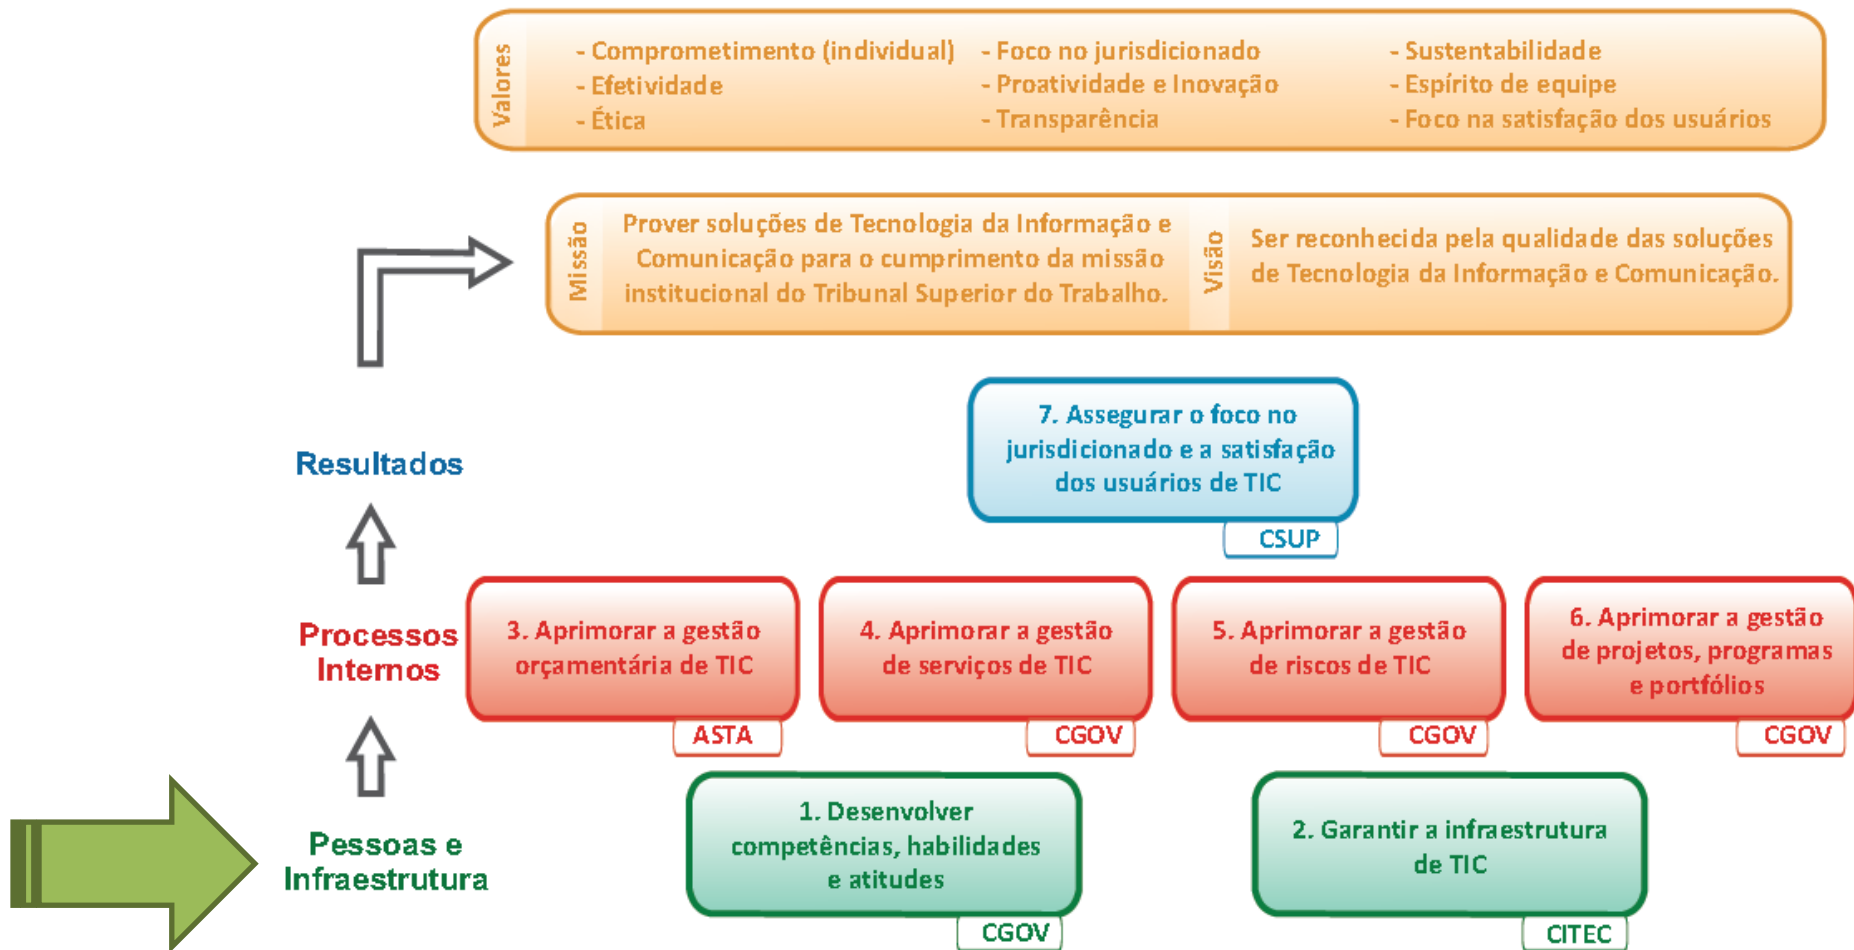 Valores
- Comprometimento (individual)
- Efetividade
- Ética
- Foco no jurisdicionado
- Proatividade e Inovação
- Transparência
- Sustentabilidade
- Espírito de equipe
- Foco na satisfação dos usuários
Missão
Prover soluções de Tecnologia da Informação e
Comunicação para o cumprimento da missão
institucional do Tribunal Superior do Trabalho.
Visão
Ser reconhecida pela qualidade das soluções
de Tecnologia da Informação e Comunicação.
Resultados
7. Assegurar o foco no
jurisdicionado e a satisfação
dos usuários de TIC
CSUP
Processos
Internos
3. Aprimorar a gestão
orçamentária de TIC
ASTA
4. Aprimorar a gestão
de serviços de TIC
CGOV
5. Aprimorar a gestão
de riscos de TIC
CGOV
6. Aprimorar a gestão
de projetos, programas
e portfólios
CGOV
Pessoas e
Infraestrutura
1. Desenvolver
competências, habilidades
e atitudes
CGOV
2. Garantir a infraestrutura
de TIC
CITEC